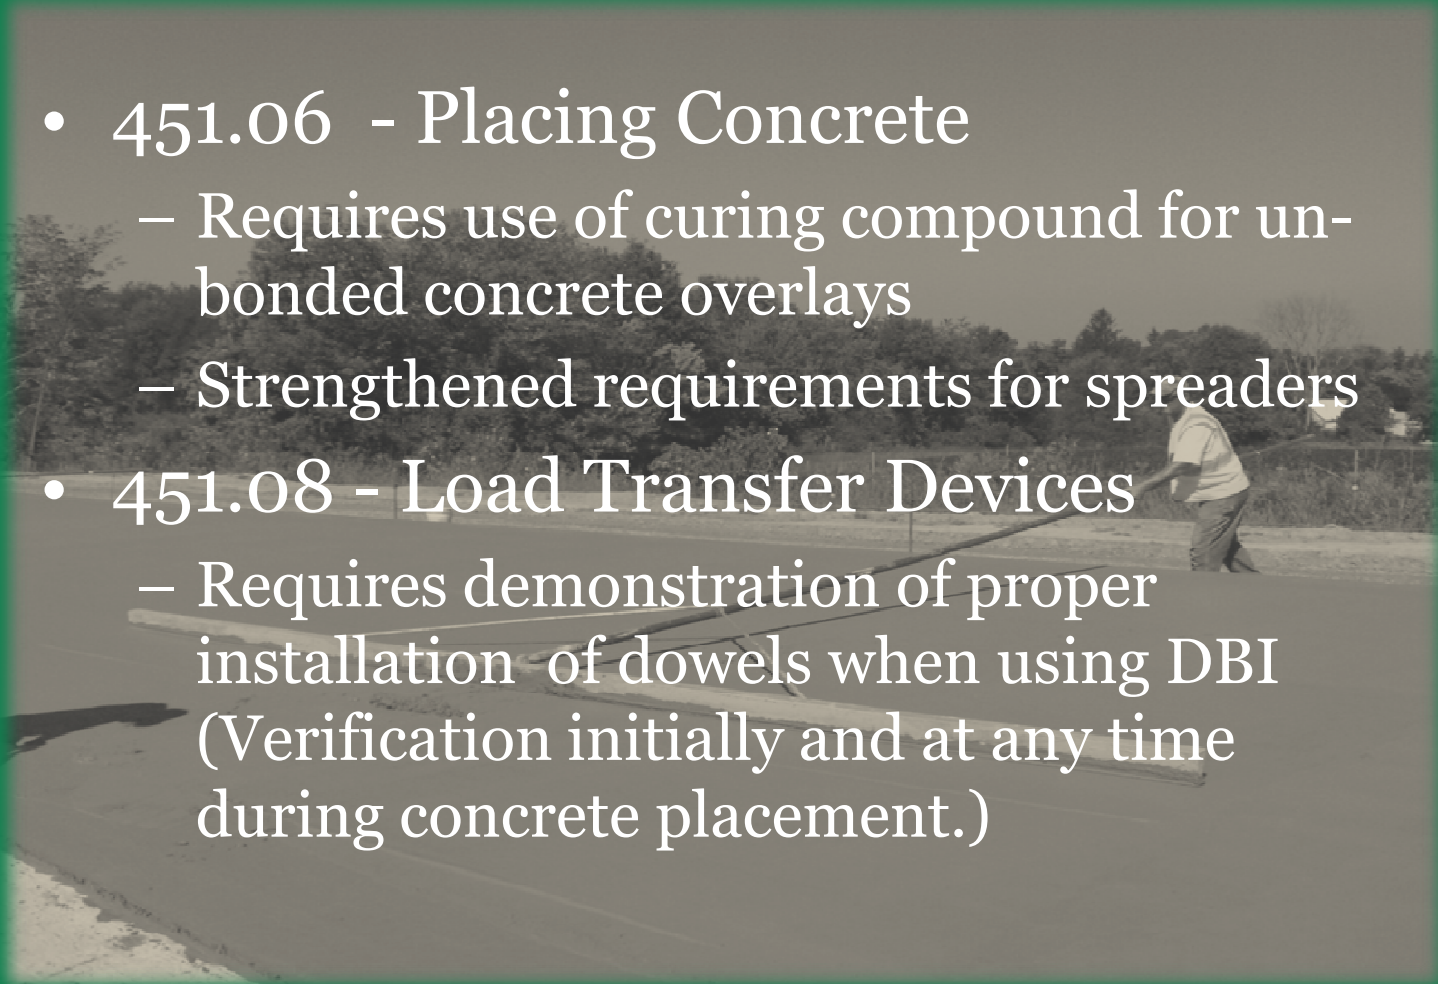 • 451.06  - Placing Concrete
– Requires use of curing compound for un-
bonded concrete overlays
– Strengthened requirements for spreaders
• 451.08 - Load Transfer Devices
– Requires demonstration of proper
installation  of dowels when using DBI
(Verification initially and at any time
during concrete placement.)